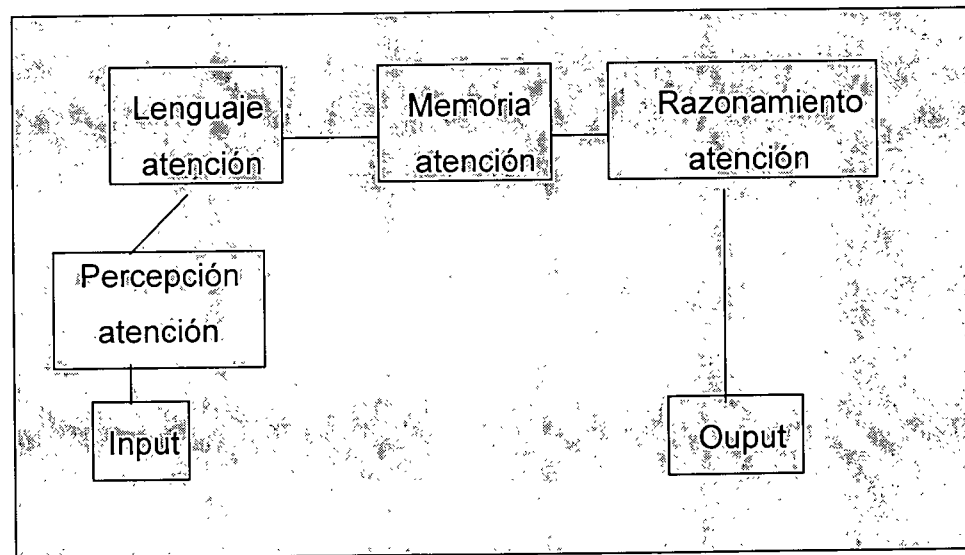 Lenguaje
atención
Memoria
atención
Razonamiento
atención
Percepción
atención
Input
Ouput